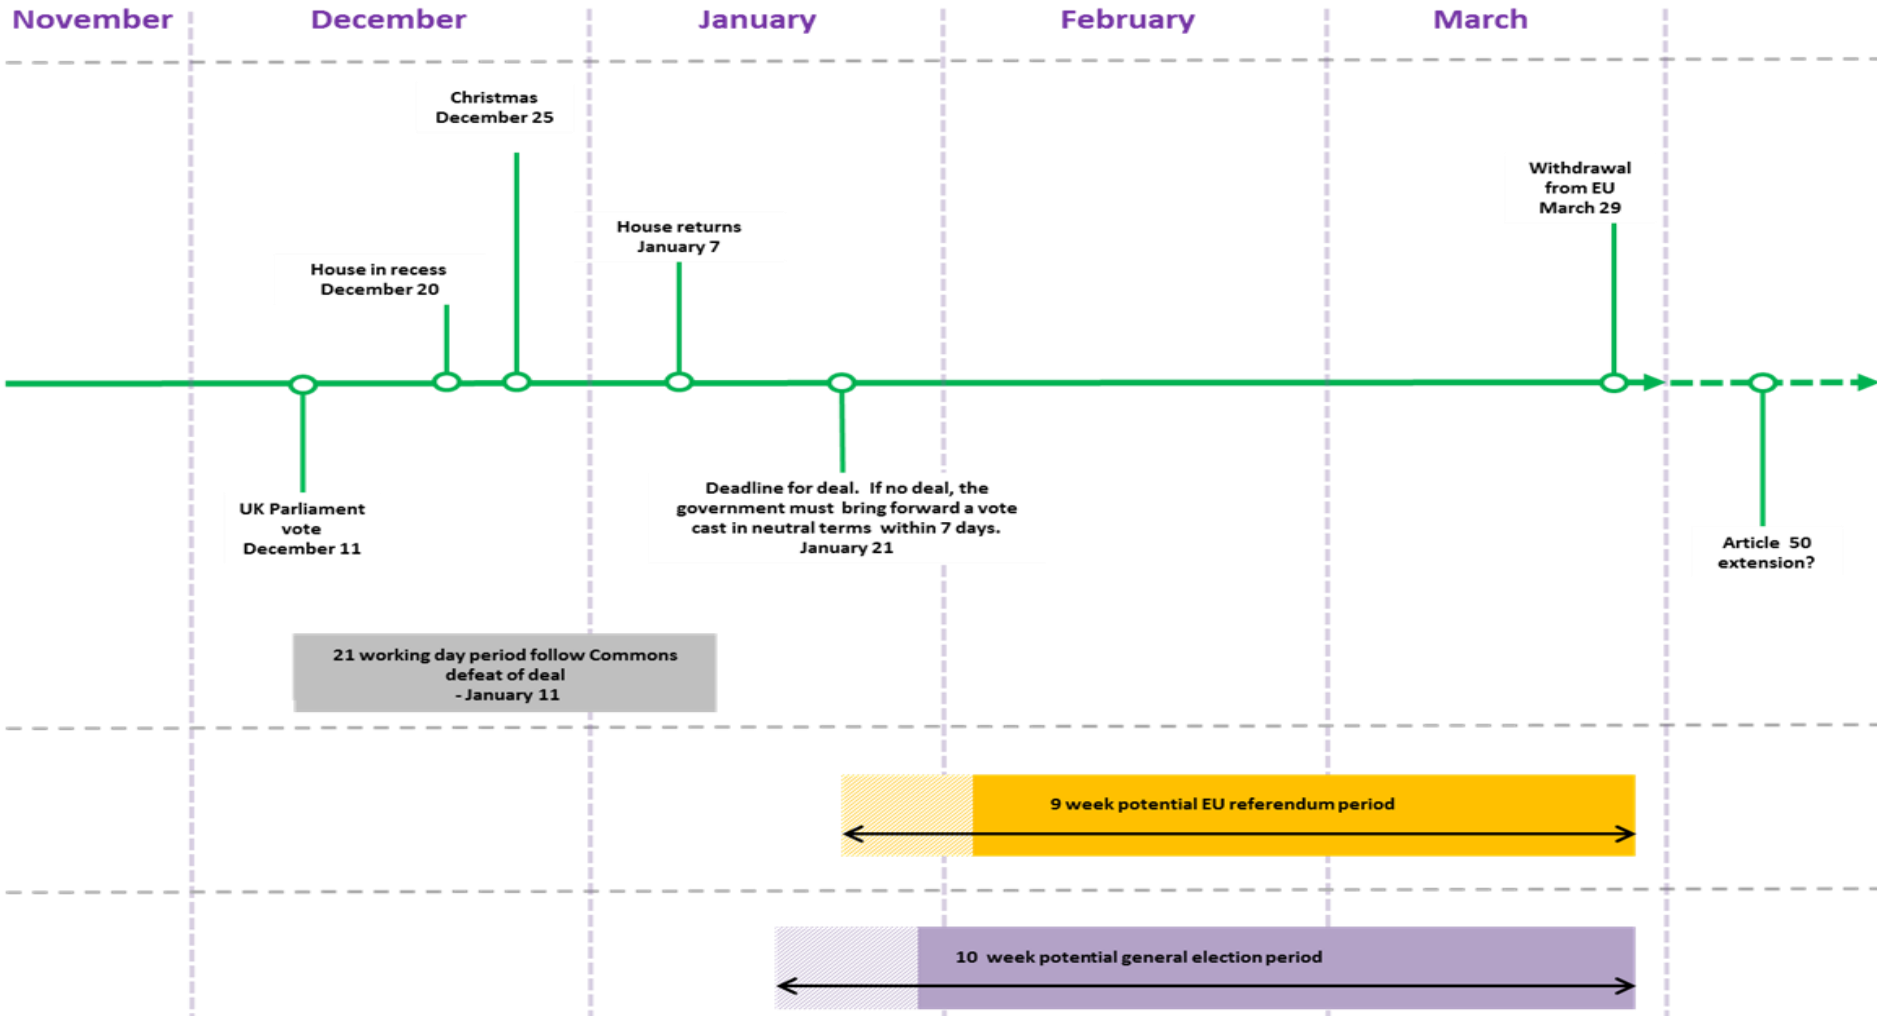 November
December
January
February
March
Christmas
December 25
Withdrawal
from EU
March 29
House returns
January 7
House in recess
December 20
UK Parliament
vote
December 11
Deadline for deal.  If no deal, the
government must  bring forward a vote
cast in neutral terms  within 7 days.
January 21
Article  50
extension?
21 working day period follow Commons
defeat of deal
- January 11
9 week potential EU referendum period
10  week potential general election period